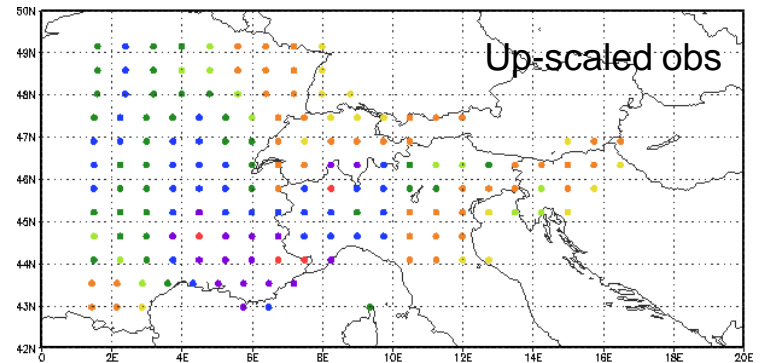 50N
Up-scaled obs
49N
48N
47N
46N
45N
44N
43N
42N
0 2E 4E 6E 8E 10E 12E 14E 16E 18E 20E